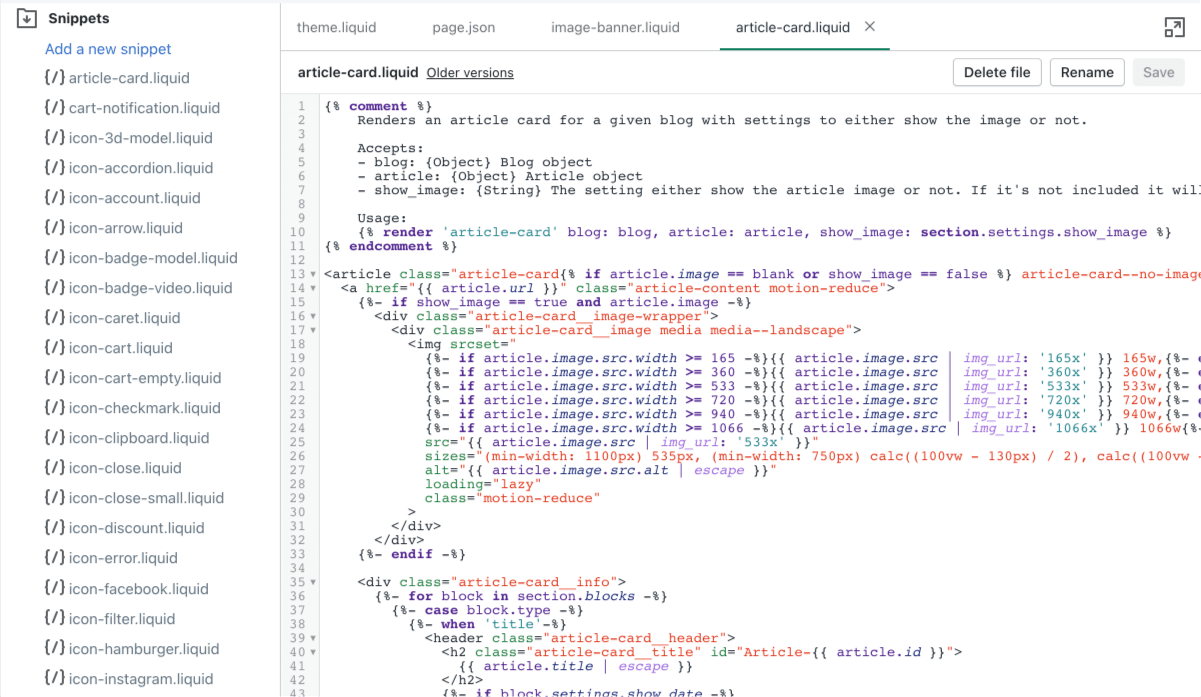 Snippets
Add a new snippet
{/} article-card.liquid
{/} cart-notification.liquid
{/} icon-3d-model.liquid
{/} icon-accordion.liquid
{/} icon-account.liquid
{/} icon-arrow.liquid
{/} icon-badge-model.liquid
{/} icon-badge-video.liquid
{/} icon-caret.liquid
{/} icon-cart.liquid
{/} icon-cart-empty.liquid
{/} icon-checkmark.liquid
{/} icon-clipboard.liquid
{/} icon-close.liquid
{/} icon-close-small.liquid
{/} icon-discount.liquid
{/} icon-error.liquid
{/} icon-facebook.liquid
{/} icon-filter.liquid
{/} icon-hamburger.liquid
{/} icon-instagram.liquid
theme.liquid page.json image-banner.liquid article-card.liquid
article-card.liquid Older versions Delete file Rename Save
1 {% comment %}
2 Renders an article card for a given blog with settings to either show the image or not.
3
4 Accepts:
5 - blog: {Object} Blog object
6 - article: {Object} Article object
7 - show_image: {String} The setting either show the article image or not. If it's not included it wil
8
9 Usage:
10 {% render 'article-card' blog: blog, article: article, show_image: section.settings.show_image %}
11 {% endcomment %}
12
13 <article class="article-card{% if article.image == blank or show_image == false %} article-card--no-image
14 <a href="{{ article.url }}" class="article-content motion-reduce">
15 {%- if show_image == true and article.image -%}
16 <div class="article-card__image-wrapper">
17 <div class="article-card__image media media--landscape">
18 <img srcset="
19 {%- if article.image.src.width >= 165 -%}{{ article.image.src | img_url: '165x' }} 165w,{%- e
20 {%- if article.image.src.width >= 360 -%}{{ article.image.src | img_url: '360x' }} 360w,{%- e
21 {%- if article.image.src.width >= 533 -%}{{ article.image.src | img_url: '533x' }} 533w,{%- e
22 {%- if article.image.src.width >= 720 -%}{{ article.image.src | img_url: '720x' }} 720w,{%- e
23 {%- if article.image.src.width >= 940 -%}{{ article.image.src | img_url: '940x' }} 940w,{%- e
24 {%- if article.image.src.width >= 1066 -%}{{ article.image.src | img_url: '1066x' }} 1066w{%-
25 src="{{ article.image.src | img_url: '533x' }}"
26 sizes="(min-width: 1100px) 535px, (min-width: 750px) calc((100vw - 130px) / 2), calc((100vw -
27 alt="{{ article.image.src.alt | escape }}"
28 loading="lazy"
29 class="motion-reduce"
30 >
31 </div>
32 </div>
33 {%- endif -%}
34
35 <div class="article-card__info">
36 {%- for block in section.blocks -%}
37 {%- case block.type -%}
38 {%- when 'title'-%}
39 <header class="article-card__header">
40 <h2 class="article-card__title" id="Article-{{ article.id }}">
41 {{ article.title | escape }}
42 </h2>
43 {%- if block.settings.show_date -%}